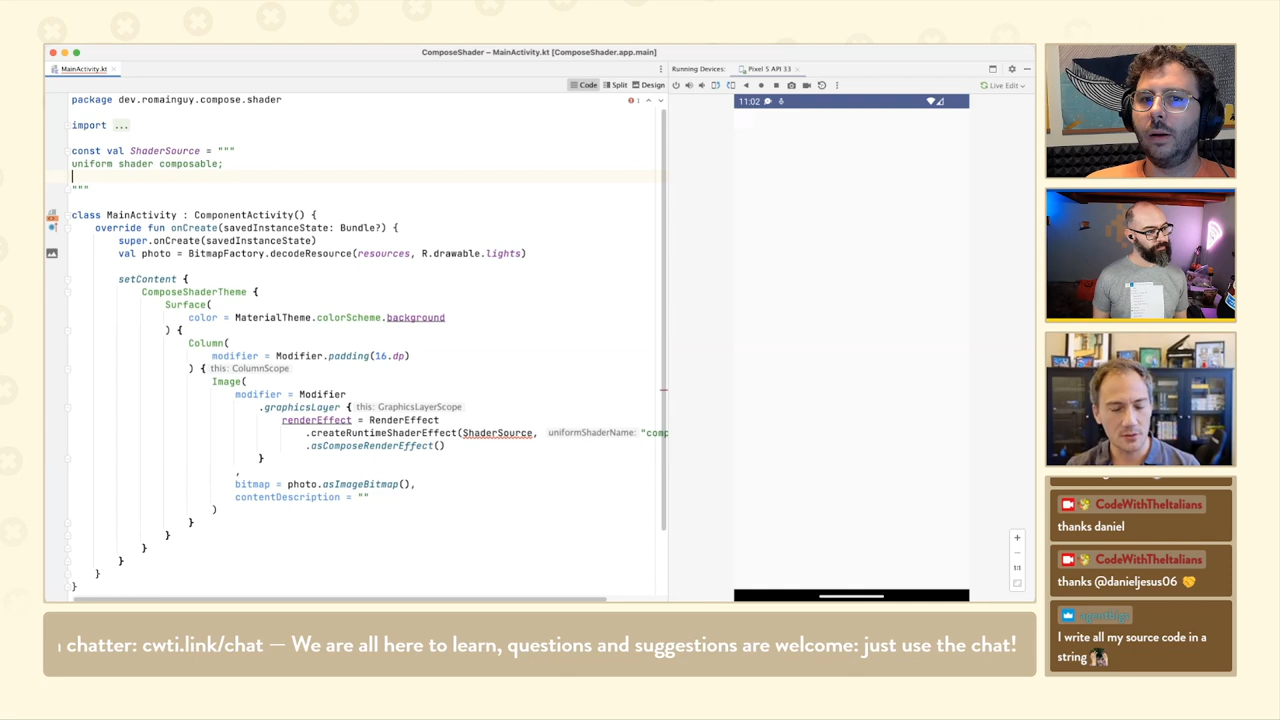 ComposeShader – MainActivity.kt [ComposeShader.app.main]
MainActivity.kt
Code Split Design
Running Devices: Pixel 5 API 33
Live Edit
11:02
package dev.romainguy.compose.shader
1
import ...
const val ShaderSource = """
uniform shader composable;
"""
class MainActivity : ComponentActivity() {
override fun onCreate(savedInstanceState: Bundle?) {
super.onCreate(savedInstanceState)
val photo = BitmapFactory.decodeResource(resources, R.drawable.lights)
setContent {
ComposeShaderTheme {
Surface(
color = MaterialTheme.colorScheme.background
) {
Column(
modifier = Modifier.padding(16.dp)
) { this: ColumnScope
Image(
modifier = Modifier
.graphicsLayer { this: GraphicsLayerScope
renderEffect = RenderEffect
.createRuntimeShaderEffect(ShaderSource, uniformShaderName: "comp
.asComposeRenderEffect()
}
,
bitmap = photo.asImageBitmap(),
contentDescription = ""
)
}
}
}
}
}
}
1:1
CodeWithTheItalians
thanks daniel
CodeWithTheItalians
thanks @danieljesus06
I write all my source code in a
string
chatter: cwti.link/chat — We are all here to learn, questions and suggestions are welcome: just use the chat!